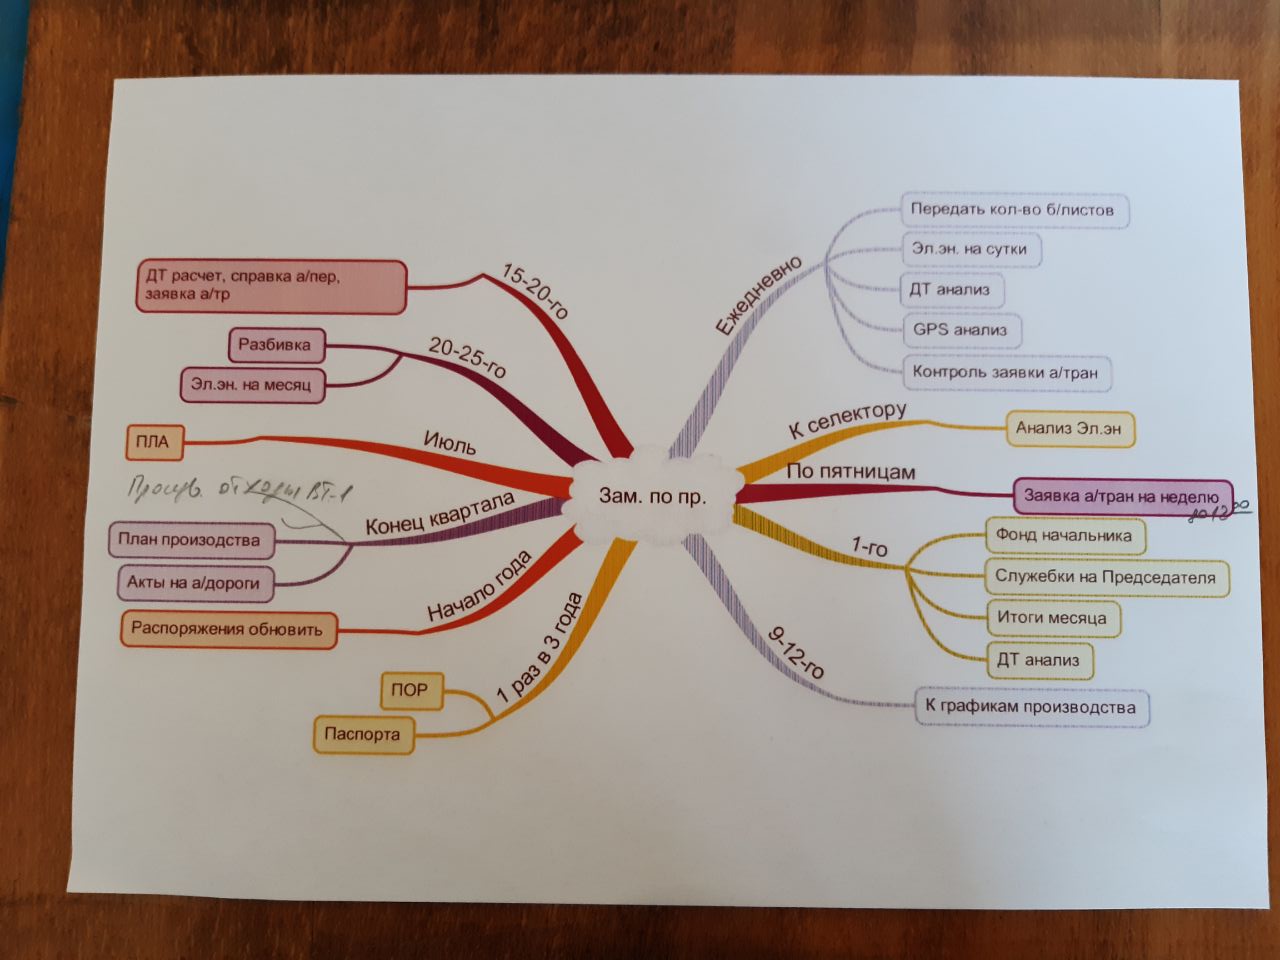 Зам. по пр.
Ежедневно
Передать кол-во б/листов
Эл.эн. на сутки
ДТ анализ
GPS анализ
Контроль заявки а/тран
К селектору
Анализ Эл.эн
По пятницам
Заявка а/тран на неделю
до 12 00
1-го
Фонд начальника
Служебки на Председателя
Итоги месяца
ДТ анализ
9-12-го
К графикам производства
15-20-го
ДТ расчет, справка а/пер,
заявка а/тр
20-25-го
Разбивка
Эл.эн. на месяц
Июль
ПЛА
Конец квартала
отходы ВТ-1
План произодства
Акты на а/дороги
Начало года
Распоряжения обновить
1 раз в 3 года
ПОР
Паспорта